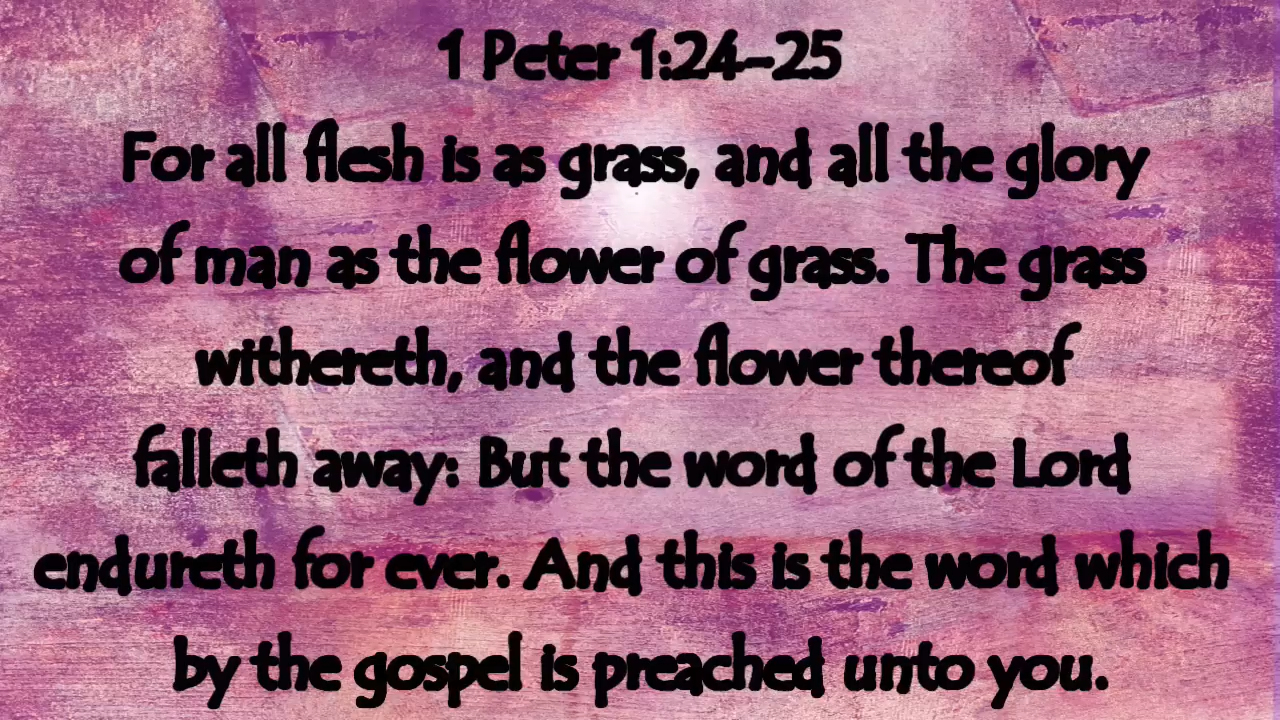 1 Peter 1:24–25
For all flesh is as grass, and all the glory
of man as the flower of grass. The grass
withereth, and the flower thereof
falleth away: But the word of the Lord
endureth for ever. And this is the word which
by the gospel is preached unto you.